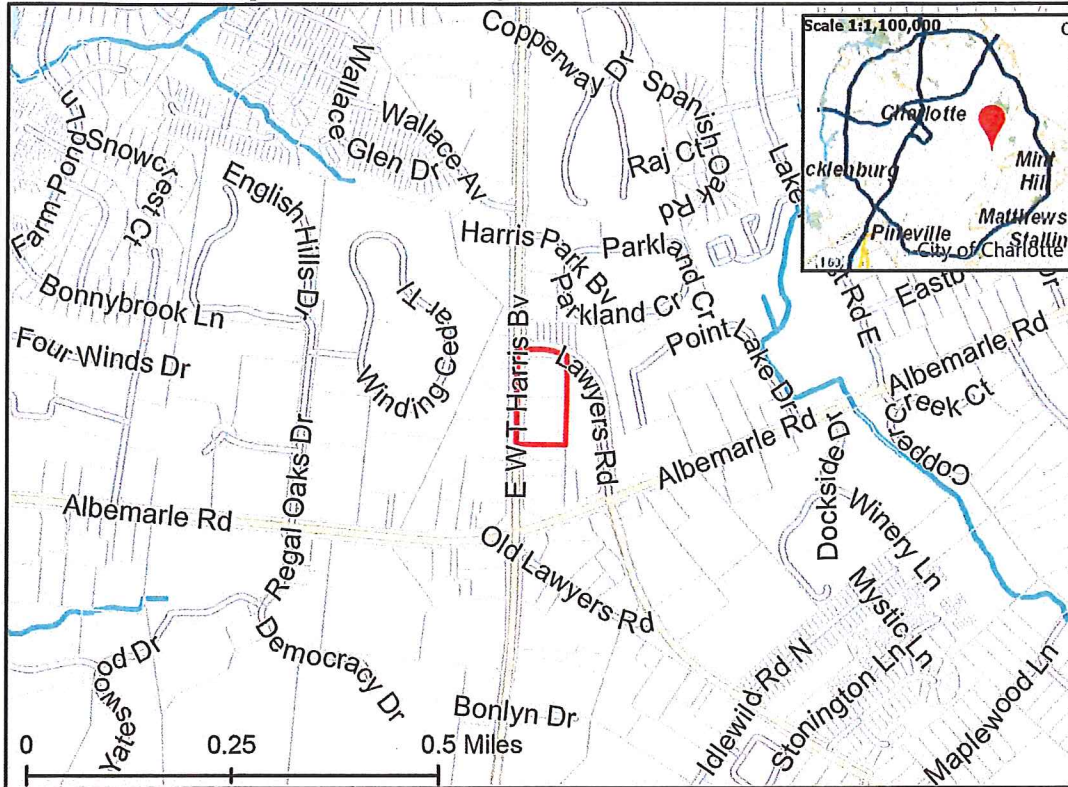 Copperway Dr
Spanish Oak Rd
Raj Ct
Wallace Av
Wallace
Glen Dr
Farm Pond Ln
Snowcrest Ct
English Hills Dr
Harris Park Bv
Parkland Cr
Parkland Cr
Lake
Bonnybrook Ln
Four Winds Dr
Winding Cedar Tl
E W T Harris Bv
Lawyers Rd
Point Lake Dr
Rd E
Albemarle Rd
Copper Creek Ct
Albemarle Rd
Albemarle Rd
Regal Oaks Dr
Old Lawyers Rd
Dockside Dr
Winery Ln
Mystic Ln
Stonington Ln
Idlewild Rd N
Maplewood Ln
Democracy Dr
Yateswood Dr
Bonlyn Dr
0 0.25 0.5 Miles
Scale 1:1,100,000
Charlotte
cklenburg
Mint
Hill
Matthews
Stallin
Pineville
City of Charlotte